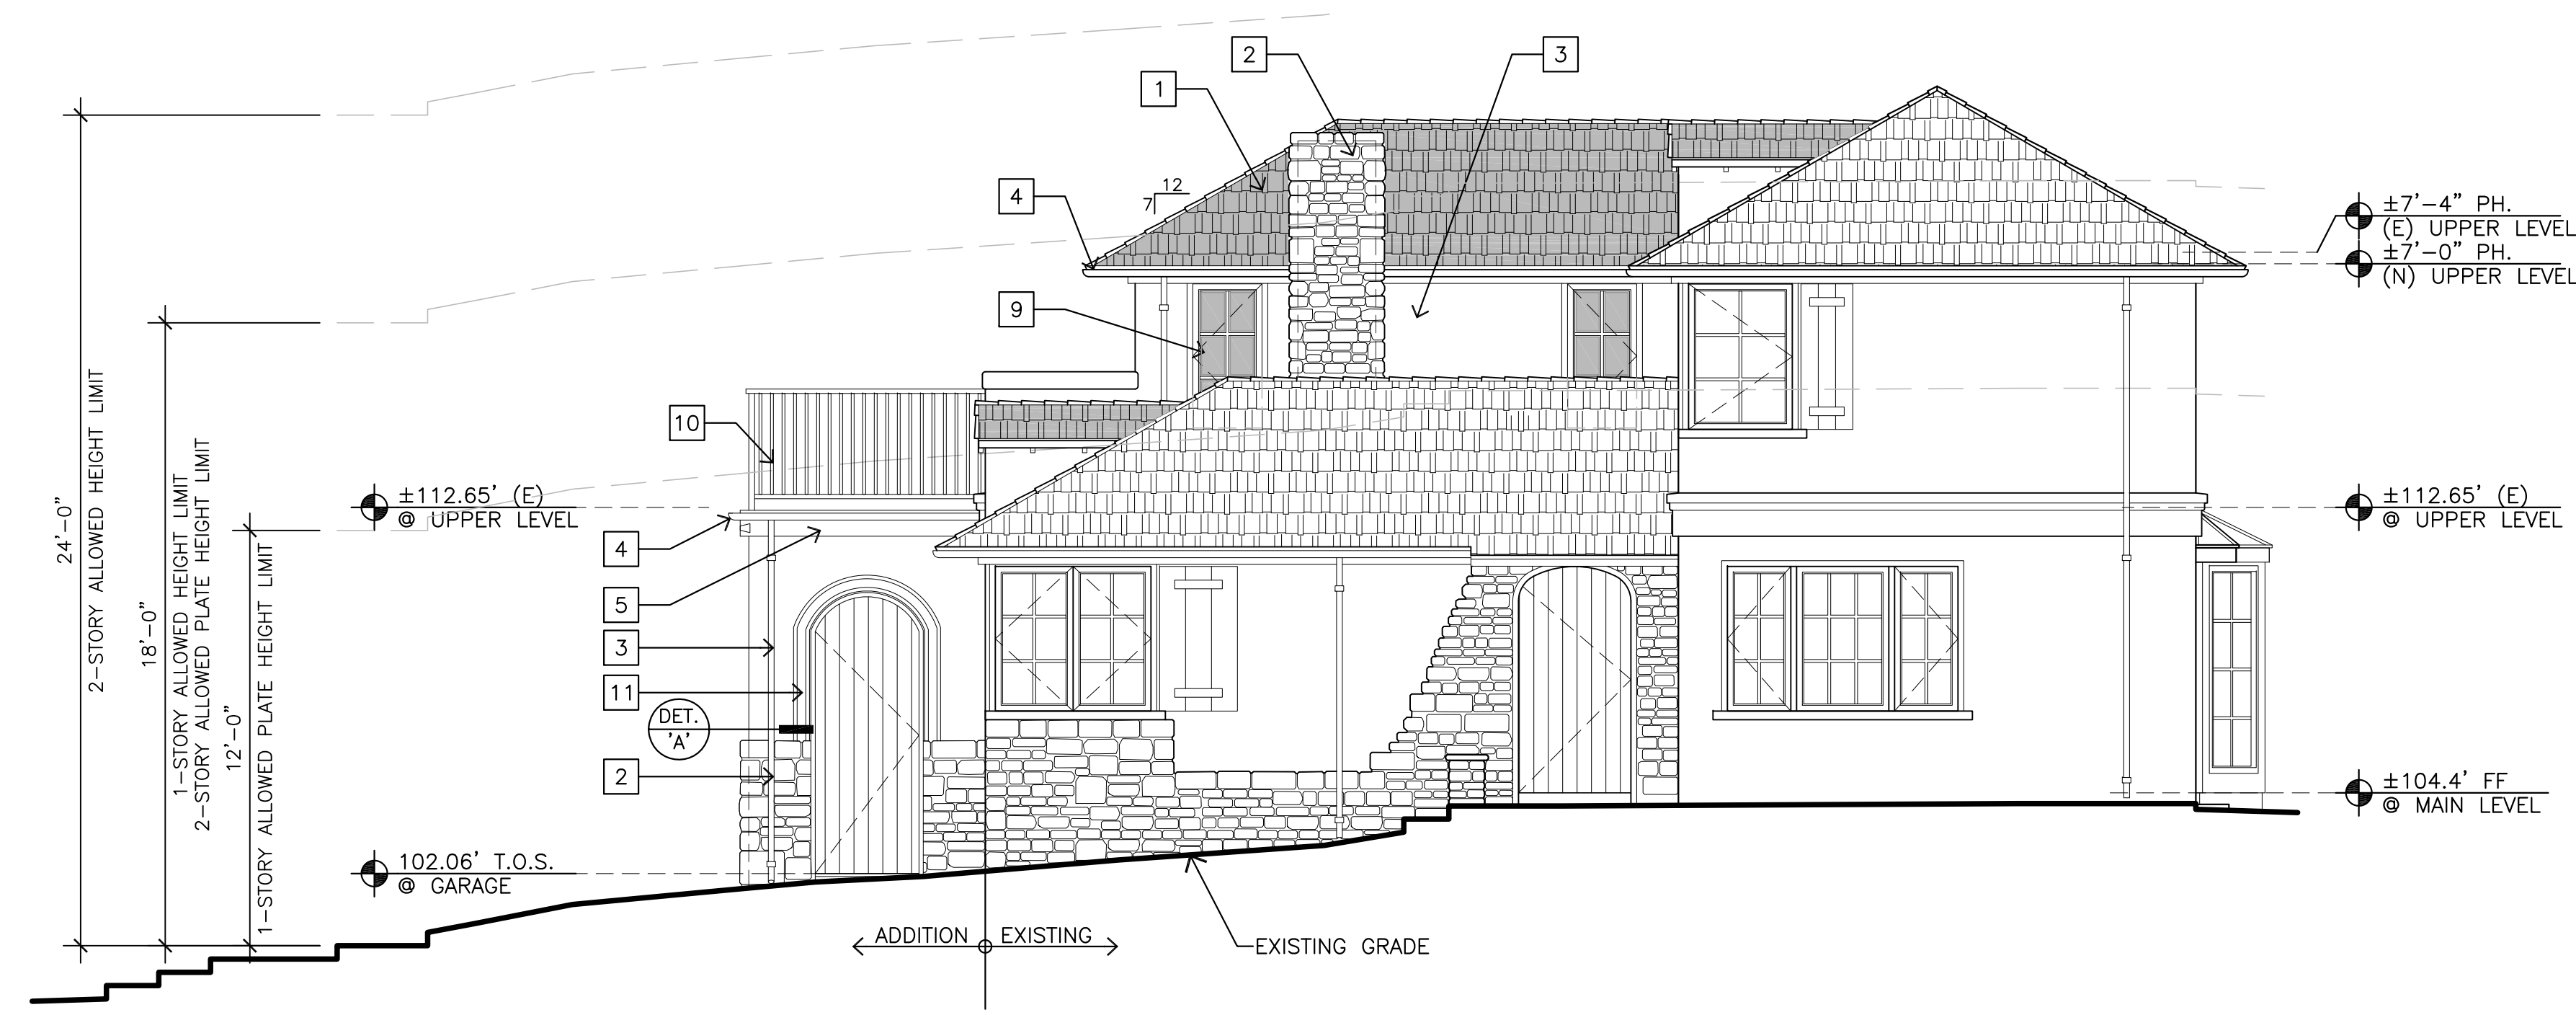 2
3
1
4
12
7
±7'-4" PH.
(E) UPPER LEVEL
±7'-0" PH.
(N) UPPER LEVEL
9
10
±112.65' (E)
@ UPPER LEVEL
±112.65' (E)
@ UPPER LEVEL
4
5
3
11
DET.
'A'
2
±104.4' FF
@ MAIN LEVEL
102.06' T.O.S.
@ GARAGE
24'-0"
2-STORY ALLOWED HEIGHT LIMIT
18'-0"
1-STORY ALLOWED HEIGHT LIMIT
2-STORY ALLOWED PLATE HEIGHT LIMIT
12'-0"
1-STORY ALLOWED PLATE HEIGHT LIMIT
ADDITION
EXISTING
EXISTING GRADE